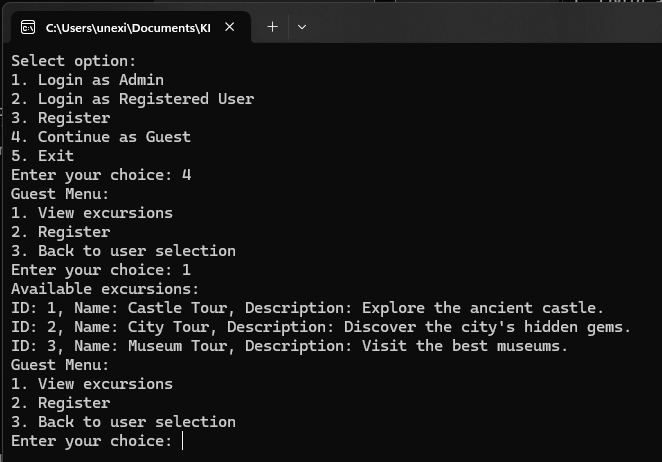 C:\Users\unexi\Documents\KI
Select option:
1. Login as Admin
2. Login as Registered User
3. Register
4. Continue as Guest
5. Exit
Enter your choice: 4
Guest Menu:
1. View excursions
2. Register
3. Back to user selection
Enter your choice: 1
Available excursions:
ID: 1, Name: Castle Tour, Description: Explore the ancient castle.
ID: 2, Name: City Tour, Description: Discover the city's hidden gems.
ID: 3, Name: Museum Tour, Description: Visit the best museums.
Guest Menu:
1. View excursions
2. Register
3. Back to user selection
Enter your choice: